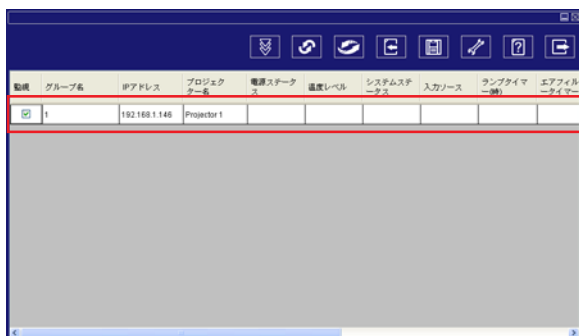 監視 グループ名 IPアドレス プロジェク 電源ステータ 温度レベル システムステ 入力ソース ランプタイマ エアフィル
ター名 ス ータス ー(時) ータイマー
1 192.168.1.146 Projector 1